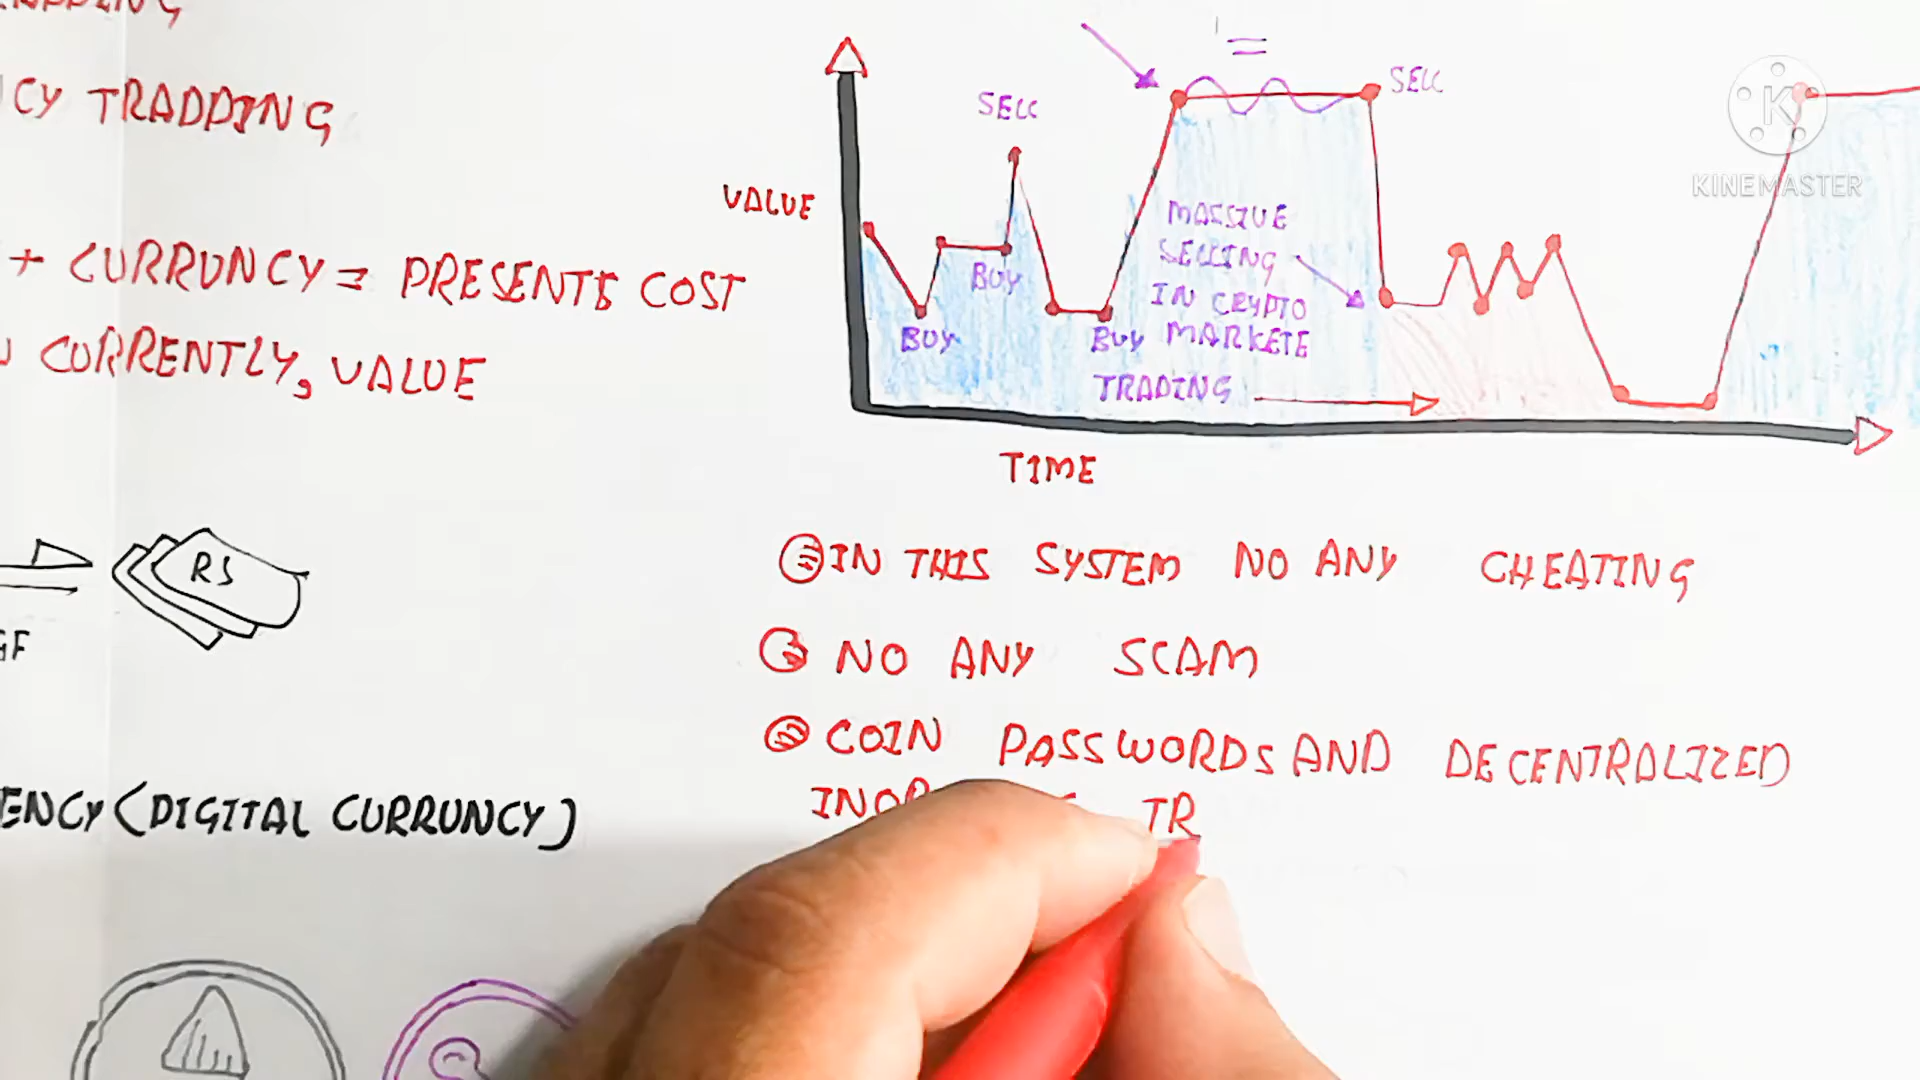 CY TRADDING
+ CURRUNCY = PRESENTS COST
CURRENTLY, VALUE
RS
GF
ENCY (DIGITAL CURRUNCY)
SELL
SELL
VALUE
BUY
BUY
BUY
MASSIVE
SELLING
IN CRYPTO
MARKETE
TRADING
TIME
IN THIS SYSTEM NO ANY CHEATING
NO ANY SCAM
COIN PASSWORDS AND DECENTRALIZED
TR
K
KINEMASTER